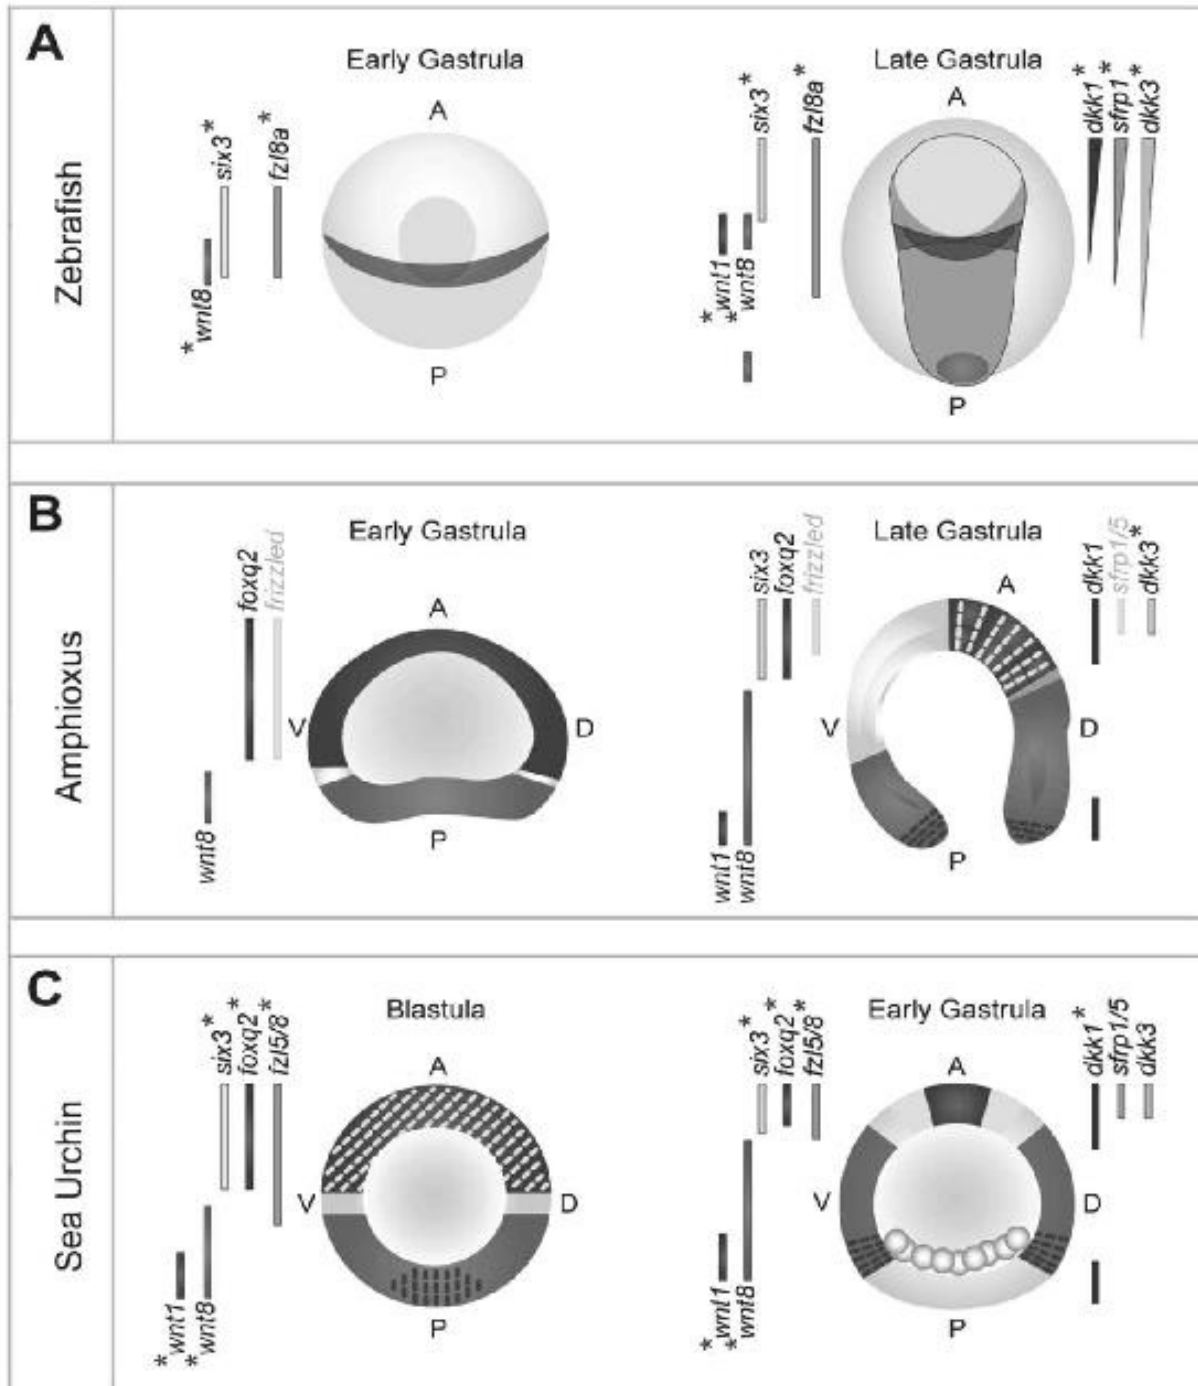 A
Zebrafish
Early Gastrula
A
P
six3*
fzl8a*
*wnt8
Late Gastrula
A
P
six3*
fzl8a*
*wnt1
*wnt8
dkk1*
sfrp1*
dkk3*
B
Amphioxus
Early Gastrula
A
V
D
P
foxq2
frizzled
wnt8
Late Gastrula
A
V
D
P
six3
foxq2
frizzled
wnt1
wnt8
dkk1
sfrp1/5
dkk3*
C
Sea Urchin
Blastula
A
V
D
P
six3*
foxq2*
fzl5/8*
*wnt1
*wnt8
Early Gastrula
A
V
D
P
six3*
foxq2*
fzl5/8*
*wnt1
*wnt8
dkk1*
sfrp1/5
dkk3